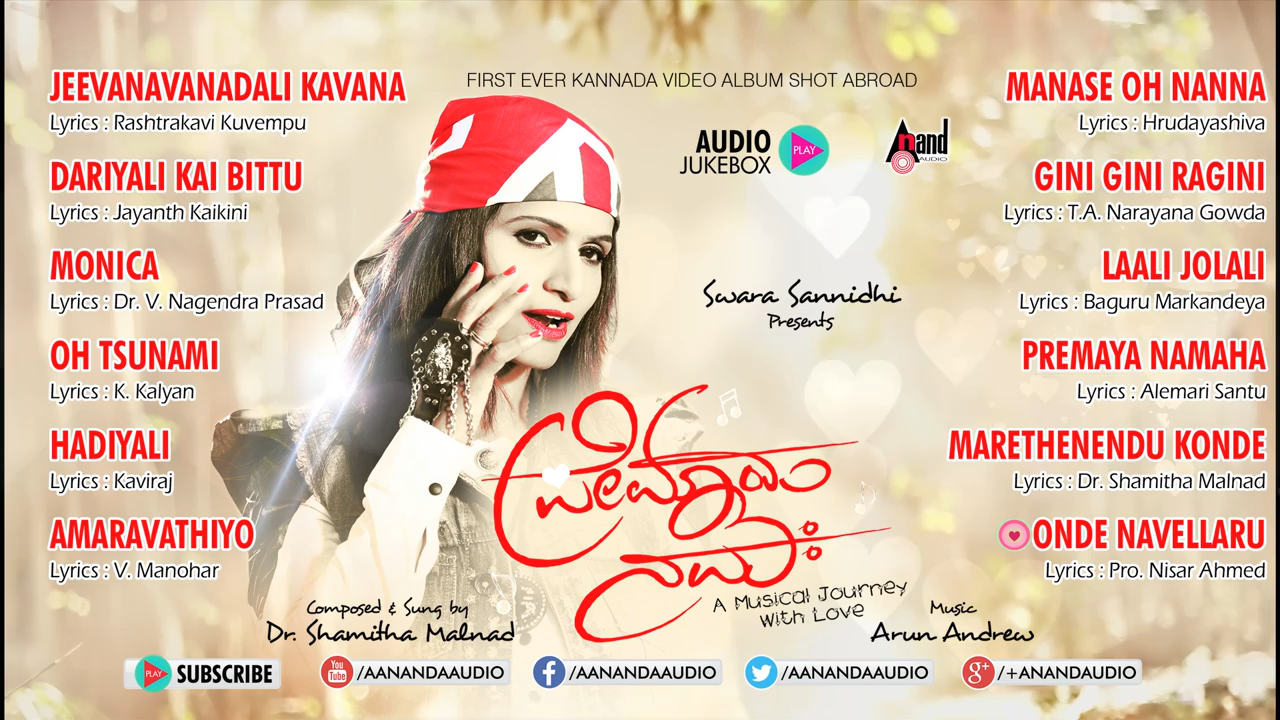 FIRST EVER KANNADA VIDEO ALBUM SHOT ABROAD
JEEVANAVANADALI KAVANA
Lyrics : Rashtrakavi Kuvempu
DARIYALI KAI BITTU
Lyrics : Jayanth Kaikini
MONICA
Lyrics : Dr. V. Nagendra Prasad
OH TSUNAMI
Lyrics : K. Kalyan
HADIYALI
Lyrics : Kaviraj
AMARAVATHIYO
Lyrics : V. Manohar
AUDIO
JUKEBOX
PLAY
Anand
AUDIO
Swara Sannidhi
Presents
ಪ್ರೇಮಾಯಂ
ನಮಃ
A Musical Journey
with Love
Composed & Sung by
Dr. Shamitha Malnad
Music
Arun Andrew
MANASE OH NANNA
Lyrics : Hrudayashiva
GINI GINI RAGINI
Lyrics : T.A. Narayana Gowda
LAALI JOLALI
Lyrics : Baguru Markandeya
PREMAYA NAMAHA
Lyrics : Alemari Santu
MARETHENENDU KONDE
Lyrics : Dr. Shamitha Malnad
ONDE NAVELLARU
Lyrics : Pro. Nisar Ahmed
PLAY SUBSCRIBE
You Tube /AANANDAAUDIO
f /AANANDAAUDIO
/AANANDAAUDIO
g+ /+ANANDAUDIO